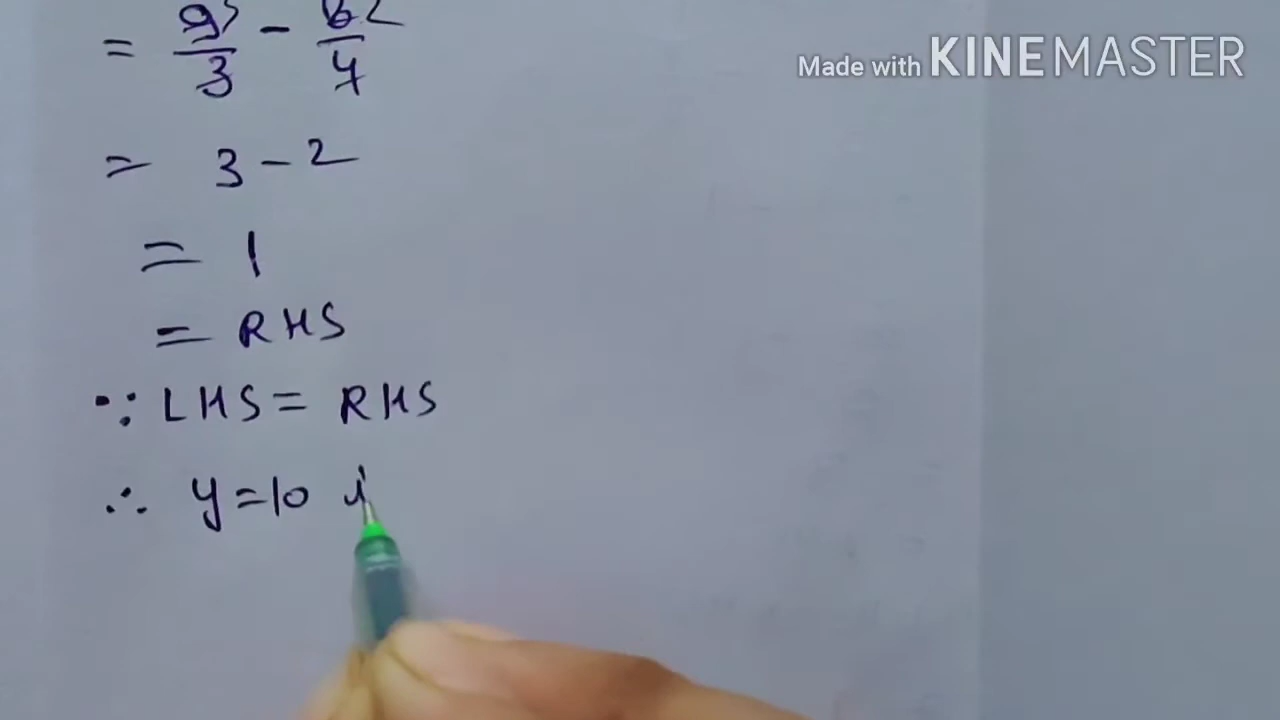 Made with KINEMASTER
= 9/3 - 8/4
= 3 - 2
= 1
= RHS
∵ LHS = RHS
∴ y = 10 i